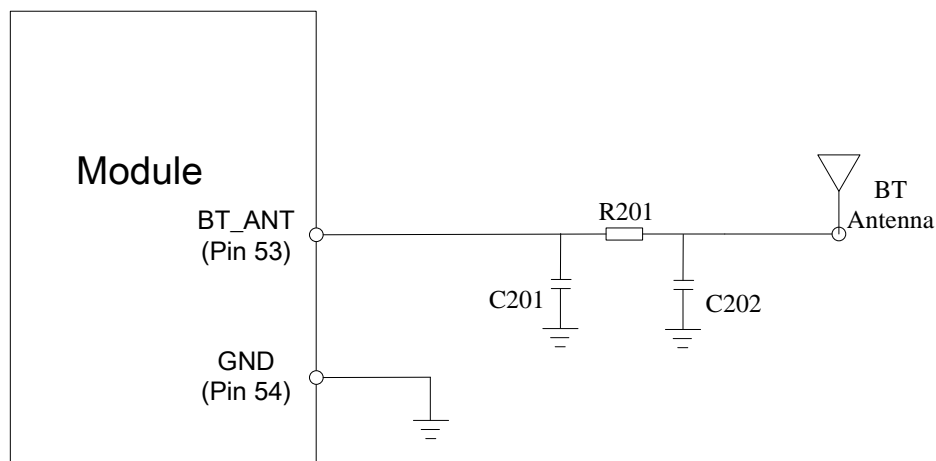 Module
BT_ANT
(Pin 53)
GND
(Pin 54)
R201
C201
C202
BT
Antenna